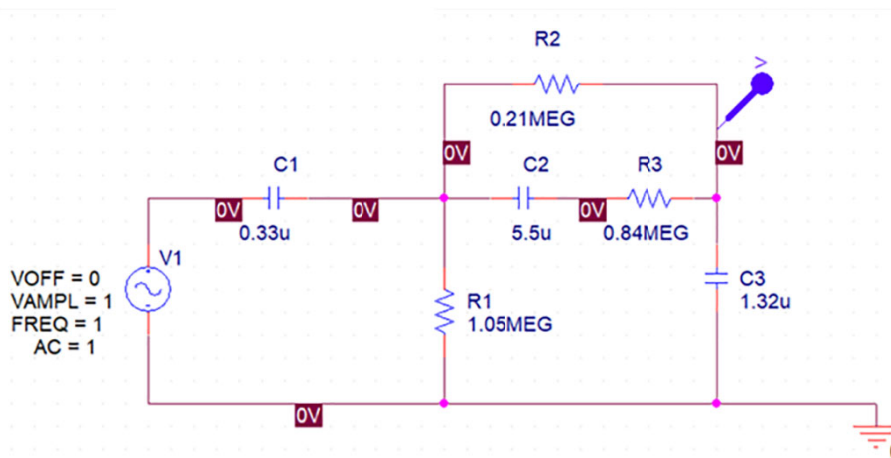 R2
0.21MEG
>
0V
0V
C1
C2
R3
0V
0V
0V
0.33u
5.5u
0.84MEG
V1
VOFF = 0
VAMPL = 1
FREQ = 1
AC = 1
R1
1.05MEG
C3
1.32u
0V